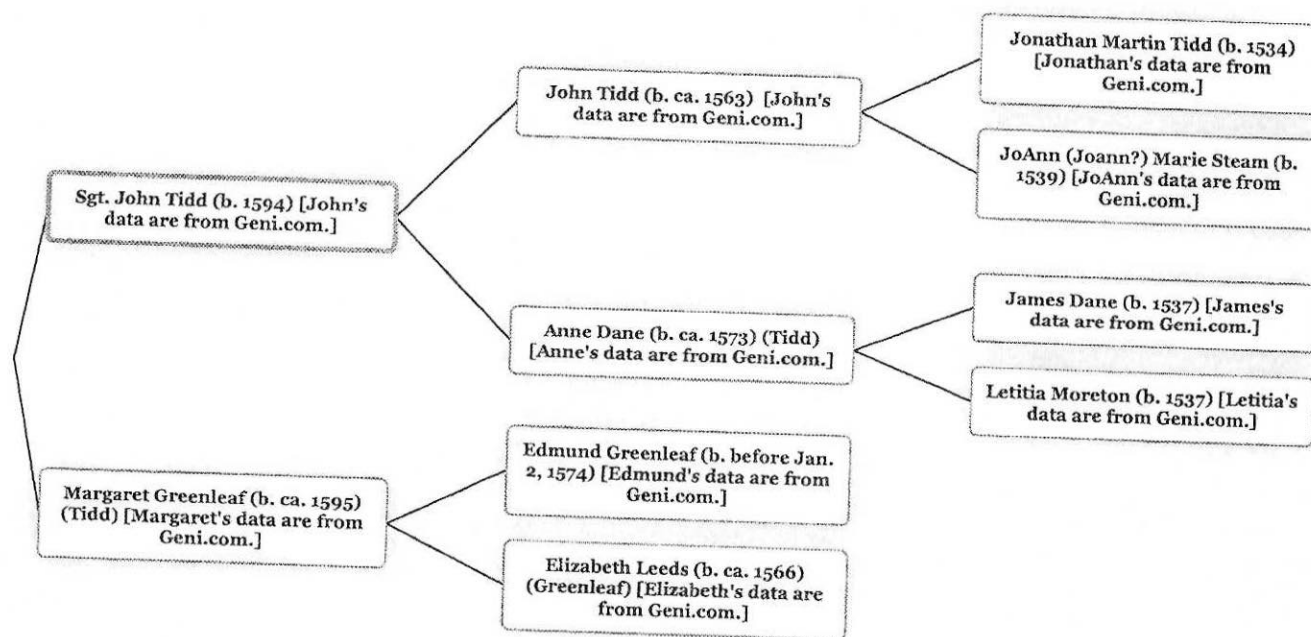 Jonathan Martin Tidd (b. 1534)
[Jonathan's data are from
Geni.com.]
John Tidd (b. ca. 1563) [John's
data are from Geni.com.]
JoAnn (Joann?) Marie Steam (b.
1539) [JoAnn's data are from
Geni.com.]
Sgt. John Tidd (b. 1594) [John's
data are from Geni.com.]
James Dane (b. 1537) [James's
data are from Geni.com.]
Anne Dane (b. ca. 1573) (Tidd)
[Anne's data are from Geni.com.]
Letitia Moreton (b. 1537) [Letitia's
data are from Geni.com.]
Edmund Greenleaf (b. before Jan.
2, 1574) [Edmund's data are from
Geni.com.]
Margaret Greenleaf (b. ca. 1595)
(Tidd) [Margaret's data are from
Geni.com.]
Elizabeth Leeds (b. ca. 1566)
(Greenleaf) [Elizabeth's data are
from Geni.com.]